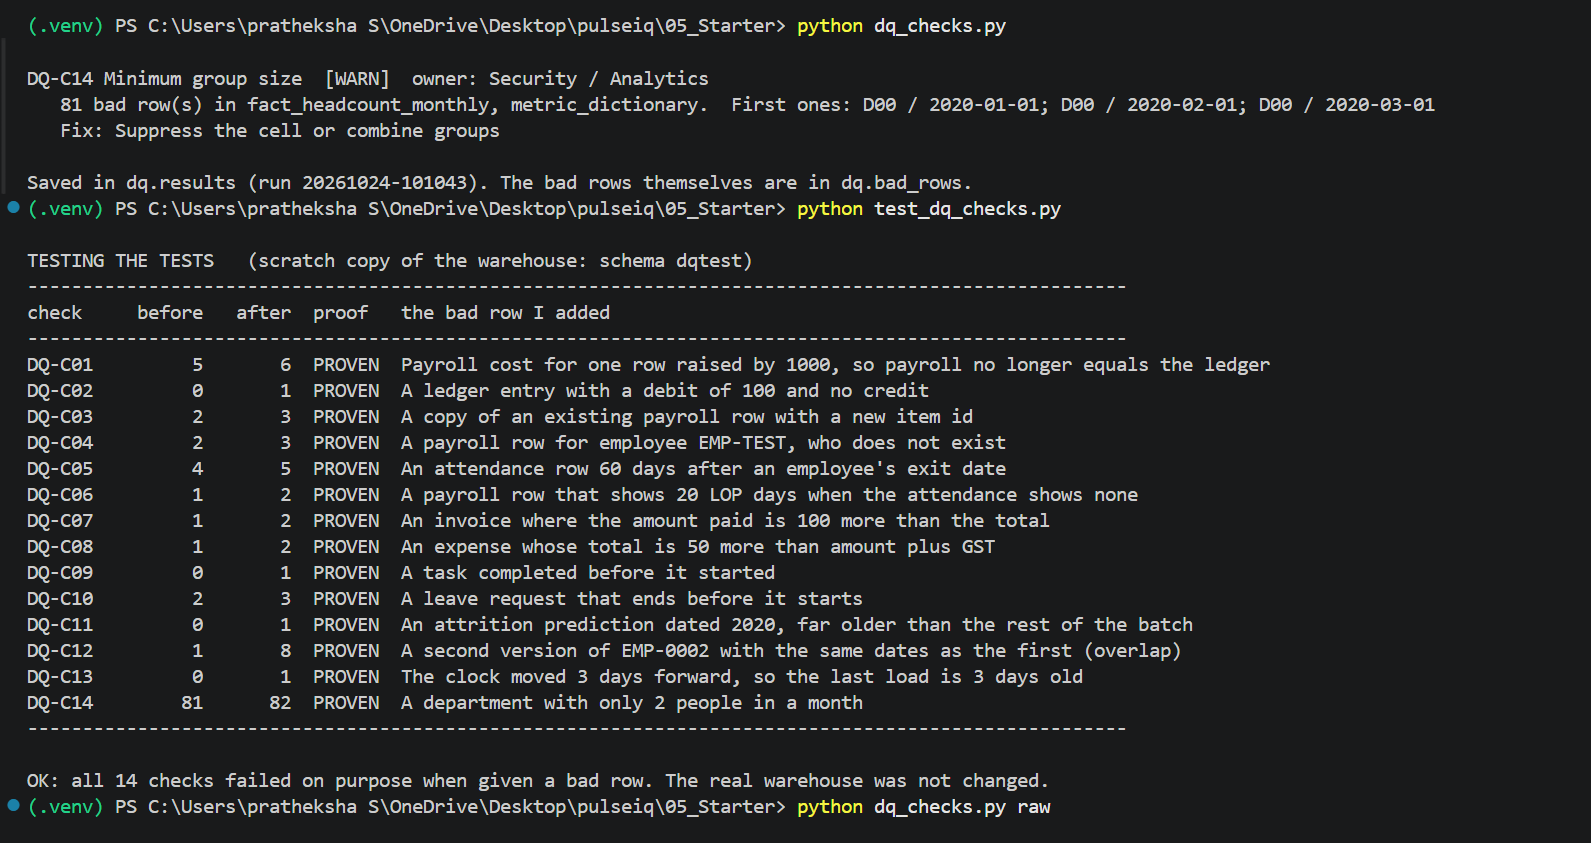 (.venv) PS C:\Users\pratheksha S\OneDrive\Desktop\pulseiq\05_Starter> python dq_checks.py
DQ-C14 Minimum group size  [WARN]  owner: Security / Analytics
   81 bad row(s) in fact_headcount_monthly, metric_dictionary.  First ones: D00 / 2020-01-01; D00 / 2020-02-01; D00 / 2020-03-01
   Fix: Suppress the cell or combine groups
Saved in dq.results (run 20261024-101043). The bad rows themselves are in dq.bad_rows.
(.venv) PS C:\Users\pratheksha S\OneDrive\Desktop\pulseiq\05_Starter> python test_dq_checks.py
TESTING THE TESTS   (scratch copy of the warehouse: schema dqtest)
----------------------------------------------------------------------------------------------------
check     before   after  proof   the bad row I added
----------------------------------------------------------------------------------------------------
DQ-C01         5       6  PROVEN  Payroll cost for one row raised by 1000, so payroll no longer equals the ledger
DQ-C02         0       1  PROVEN  A ledger entry with a debit of 100 and no credit
DQ-C03         2       3  PROVEN  A copy of an existing payroll row with a new item id
DQ-C04         2       3  PROVEN  A payroll row for employee EMP-TEST, who does not exist
DQ-C05         4       5  PROVEN  An attendance row 60 days after an employee's exit date
DQ-C06         1       2  PROVEN  A payroll row that shows 20 LOP days when the attendance shows none
DQ-C07         1       2  PROVEN  An invoice where the amount paid is 100 more than the total
DQ-C08         1       2  PROVEN  An expense whose total is 50 more than amount plus GST
DQ-C09         0       1  PROVEN  A task completed before it started
DQ-C10         2       3  PROVEN  A leave request that ends before it starts
DQ-C11         0       1  PROVEN  An attrition prediction dated 2020, far older than the rest of the batch
DQ-C12         1       8  PROVEN  A second version of EMP-0002 with the same dates as the first (overlap)
DQ-C13         0       1  PROVEN  The clock moved 3 days forward, so the last load is 3 days old
DQ-C14        81      82  PROVEN  A department with only 2 people in a month
----------------------------------------------------------------------------------------------------
OK: all 14 checks failed on purpose when given a bad row. The real warehouse was not changed.
(.venv) PS C:\Users\pratheksha S\OneDrive\Desktop\pulseiq\05_Starter> python dq_checks.py raw